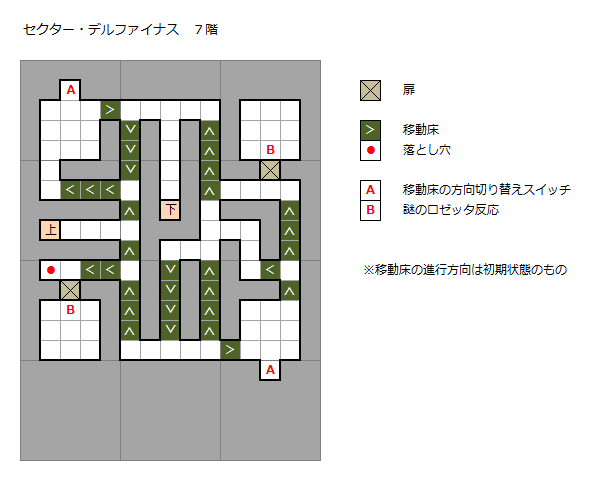 セクター・デルファイナス　７階
A
>
扉
∨ ∧
> 移動床
∨ ∧ B
● 落とし穴
∨ ∧
< < < ∧
A 移動床の方向切り替えスイッチ
∧ 下 ∧
B 謎のロゼッタ反応
上 ∧
∧ ∧
● < < ∨ ∧ <
※移動床の進行方向は初期状態のもの
∧ ∨ ∧ ∧
B ∧ ∨ ∧
∧ ∨ ∧
>
A